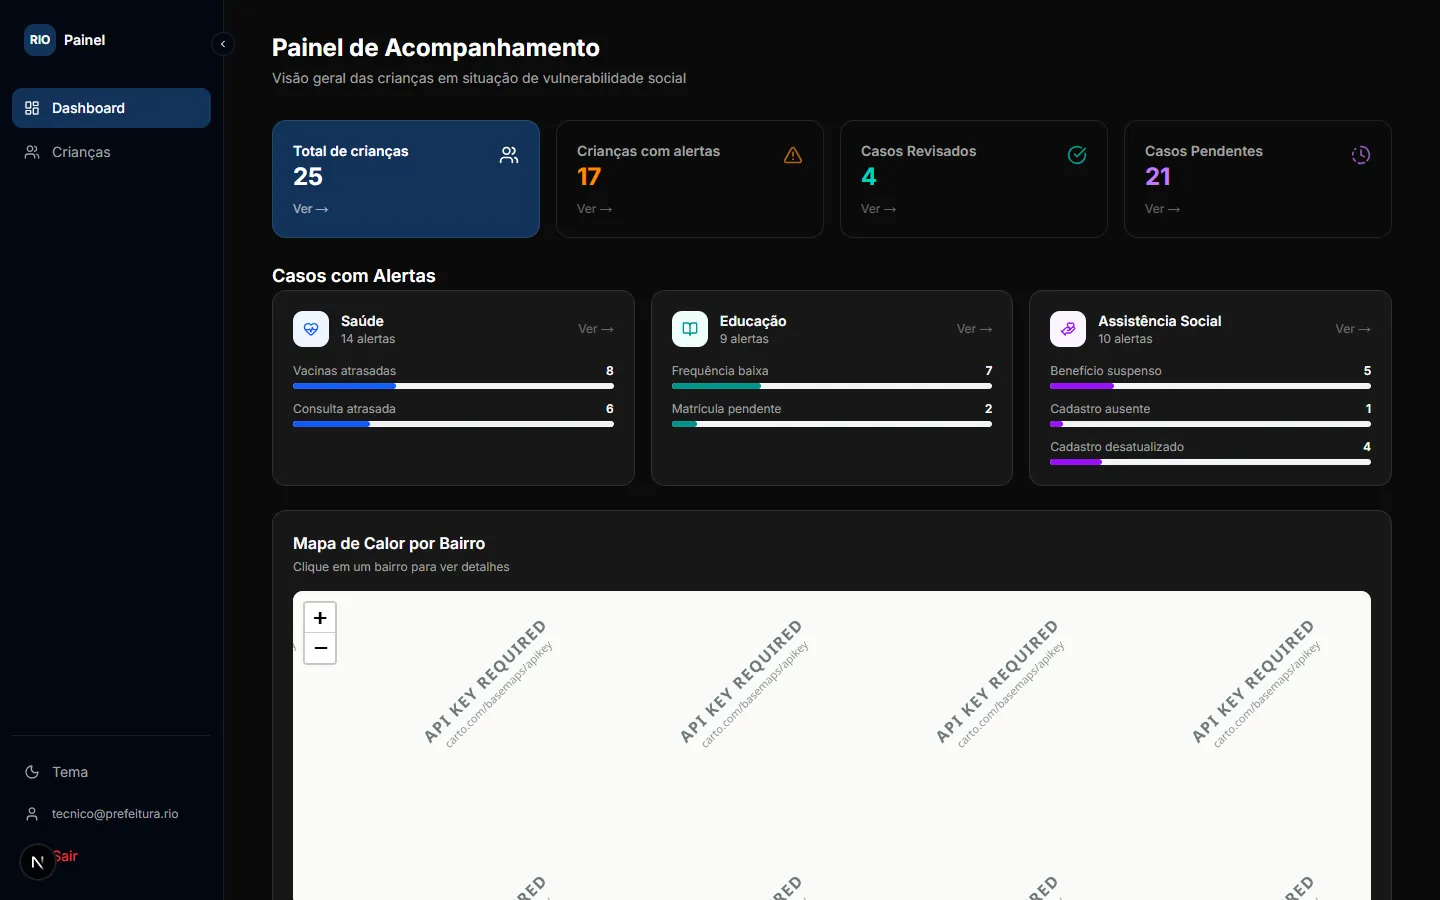 RIO Painel
Dashboard
Crianças
Tema
tecnico@prefeitura.rio
N Sair
Painel de Acompanhamento
Visão geral das crianças em situação de vulnerabilidade social
Total de crianças
25
Ver →
Crianças com alertas
17
Ver →
Casos Revisados
4
Ver →
Casos Pendentes
21
Ver →
Casos com Alertas
Saúde
14 alertas
Ver →
Vacinas atrasadas 8
Consulta atrasada 6
Educação
9 alertas
Ver →
Frequência baixa 7
Matrícula pendente 2
Assistência Social
10 alertas
Ver →
Benefício suspenso 5
Cadastro ausente 1
Cadastro desatualizado 4
Mapa de Calor por Bairro
Clique em um bairro para ver detalhes
+
−
API KEY REQUIRED
carto.com/basemaps/apikey
API KEY REQUIRED
carto.com/basemaps/apikey
API KEY REQUIRED
carto.com/basemaps/apikey
API KEY REQUIRED
carto.com/basemaps/apikey